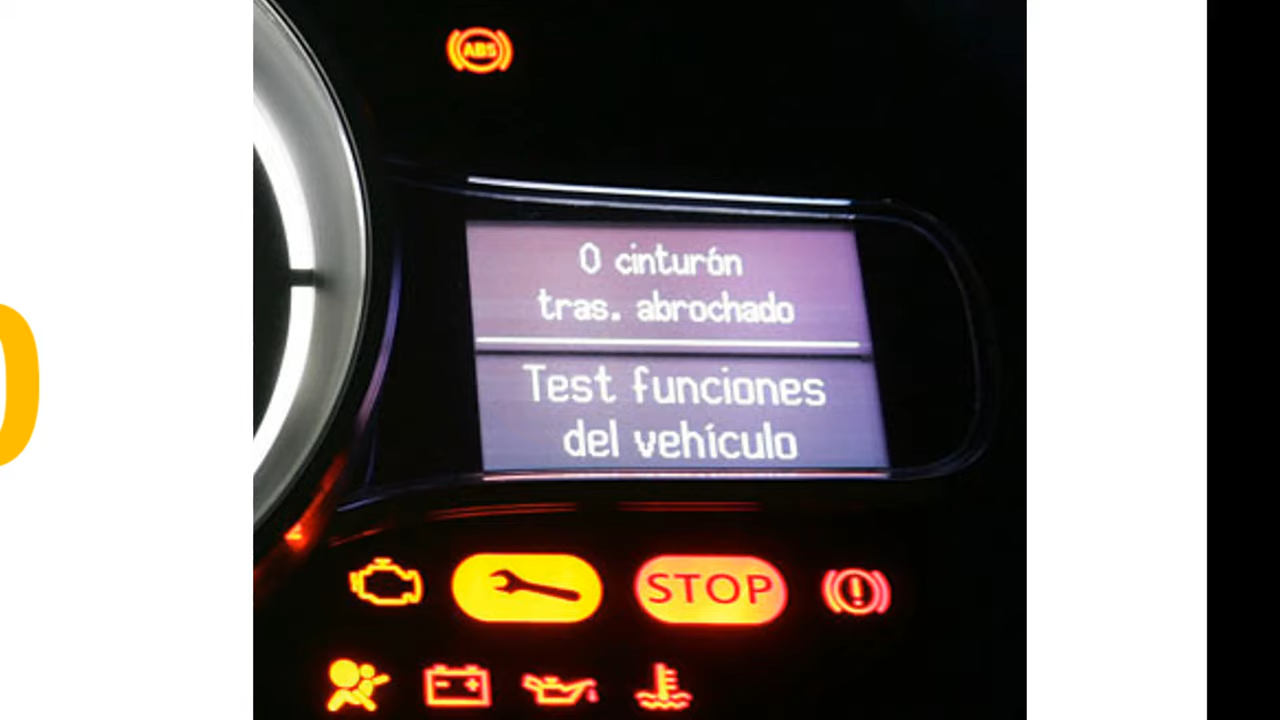 ABS
0 cinturón
tras. abrochado
Test funciones
del vehículo
STOP